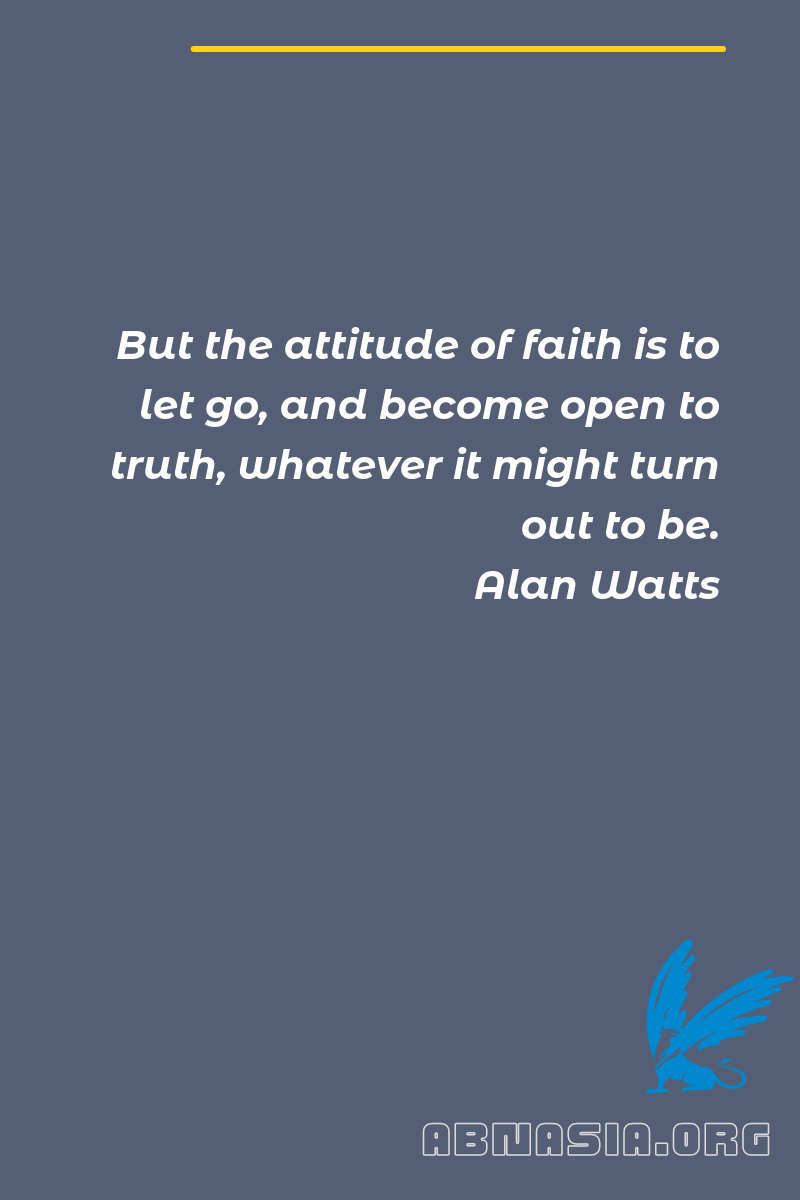 But the attitude of faith is to
let go, and become open to
truth, whatever it might turn
out to be.
Alan Watts
ABNASIA.ORG